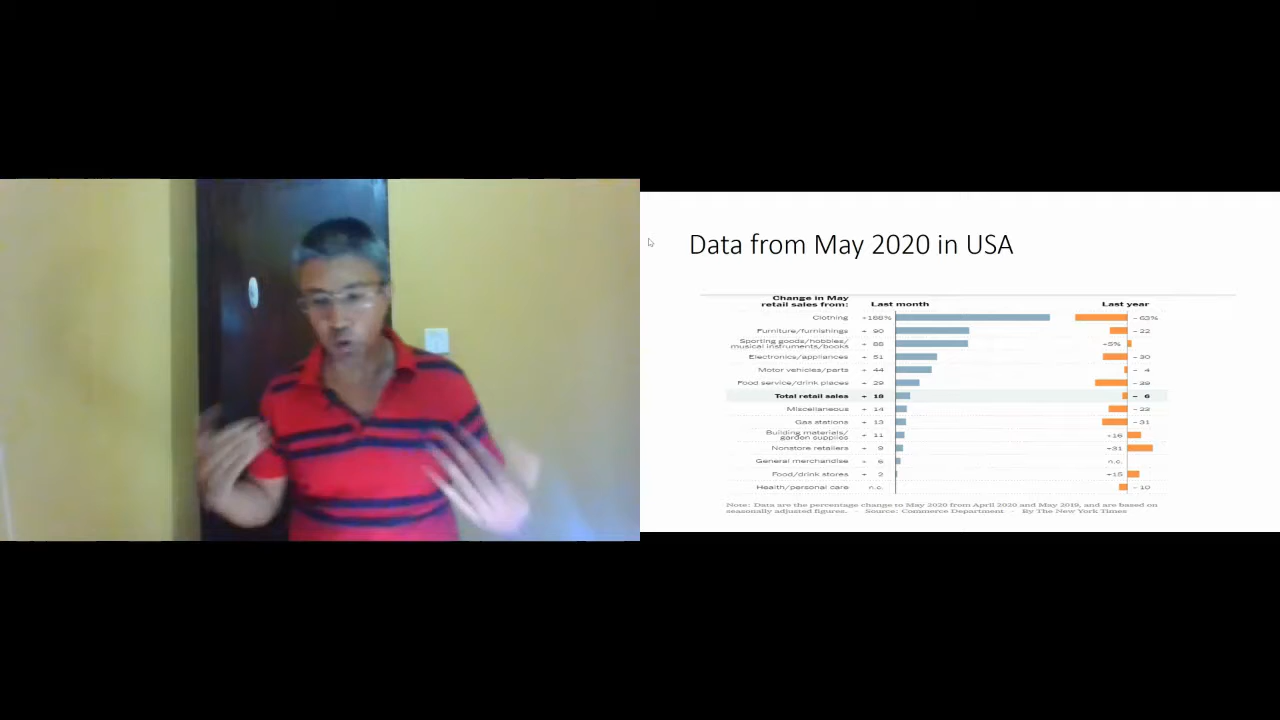 Data from May 2020 in USA
Change in May
retail sales from: Last month Last year
Clothing +188% – 63%
Furniture/furnishings + 90 – 22
Sporting goods/hobbies/
musical instruments/books + 88 +5%
Electronics/appliances + 51 – 30
Motor vehicles/parts + 44 – 4
Food service/drink places + 29 – 39
Total retail sales + 18 – 6
Miscellaneous + 14 – 23
Gas stations + 13 – 31
Building materials/
garden supplies + 11 +16
Nonstore retailers + 9 +31
General merchandise + 6 n.c.
Food/drink stores + 2 +15
Health/personal care n.c. – 10
Note: Data are the percentage change to May 2020 from April 2020 and May 2019, and are based on
seasonally adjusted figures. · Source: Commerce Department · By The New York Times